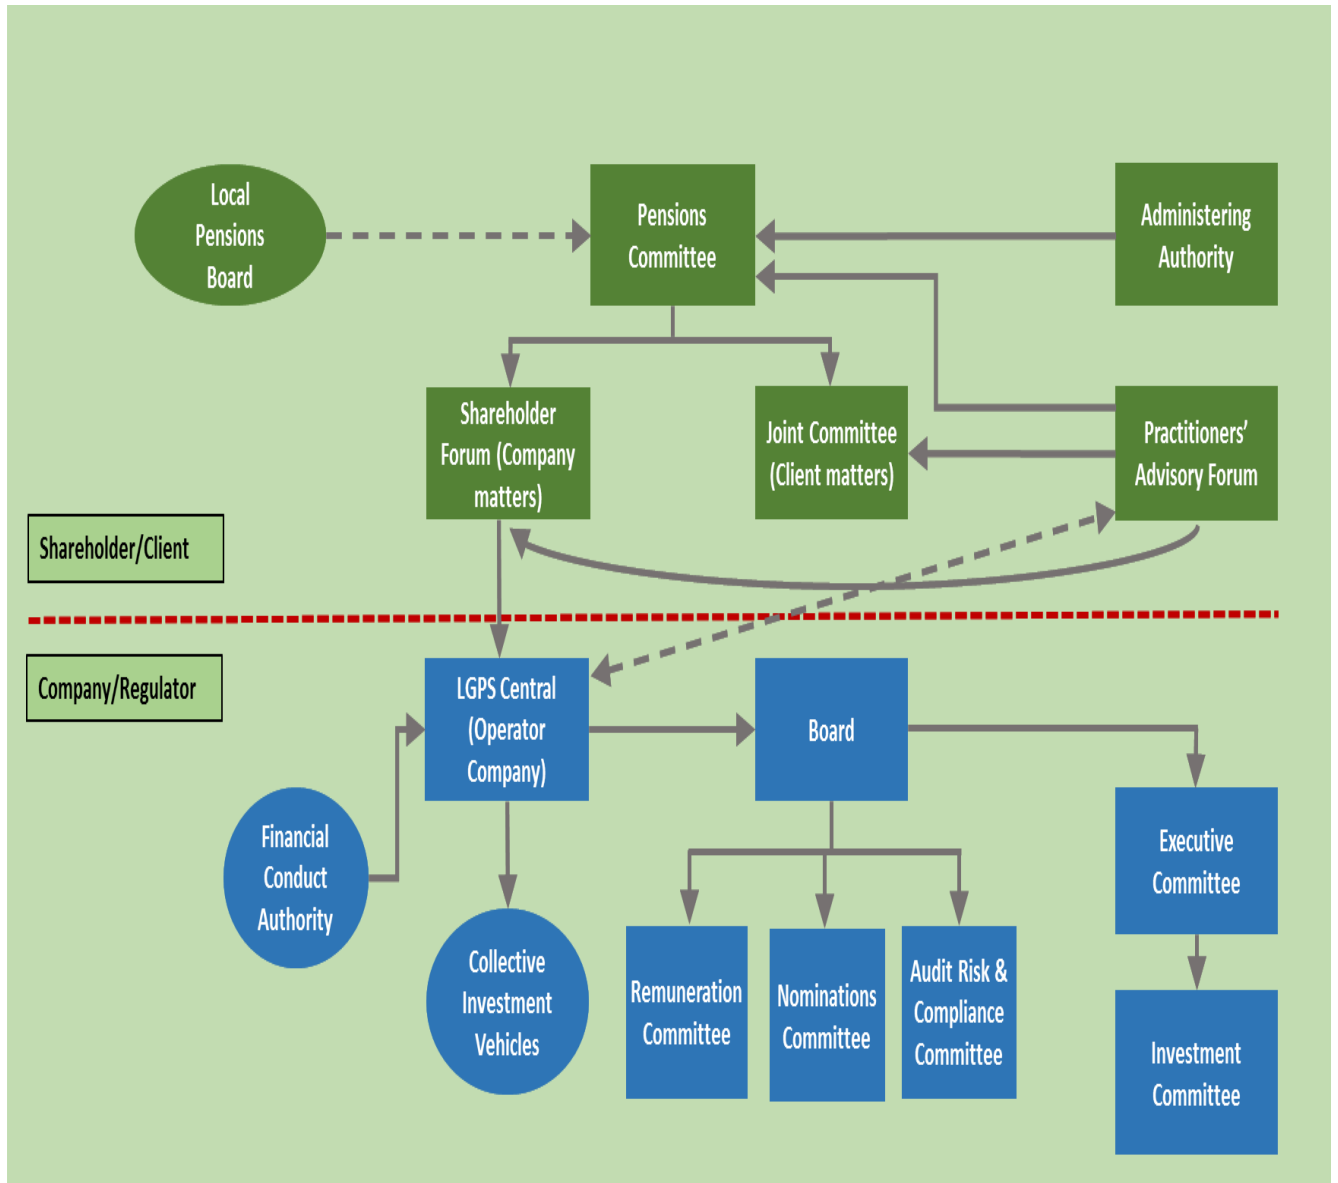 Local
Pensions
Board
Pensions
Committee
Administering
Authority
Shareholder
Forum (Company
matters)
Joint Committee
(Client matters)
Practitioners’
Advisory Forum
Shareholder/Client
Company/Regulator
LGPS Central
(Operator
Company)
Board
Financial
Conduct
Authority
Executive
Committee
Collective
Investment
Vehicles
Remuneration
Committee
Nominations
Committee
Audit Risk &
Compliance
Committee
Investment
Committee